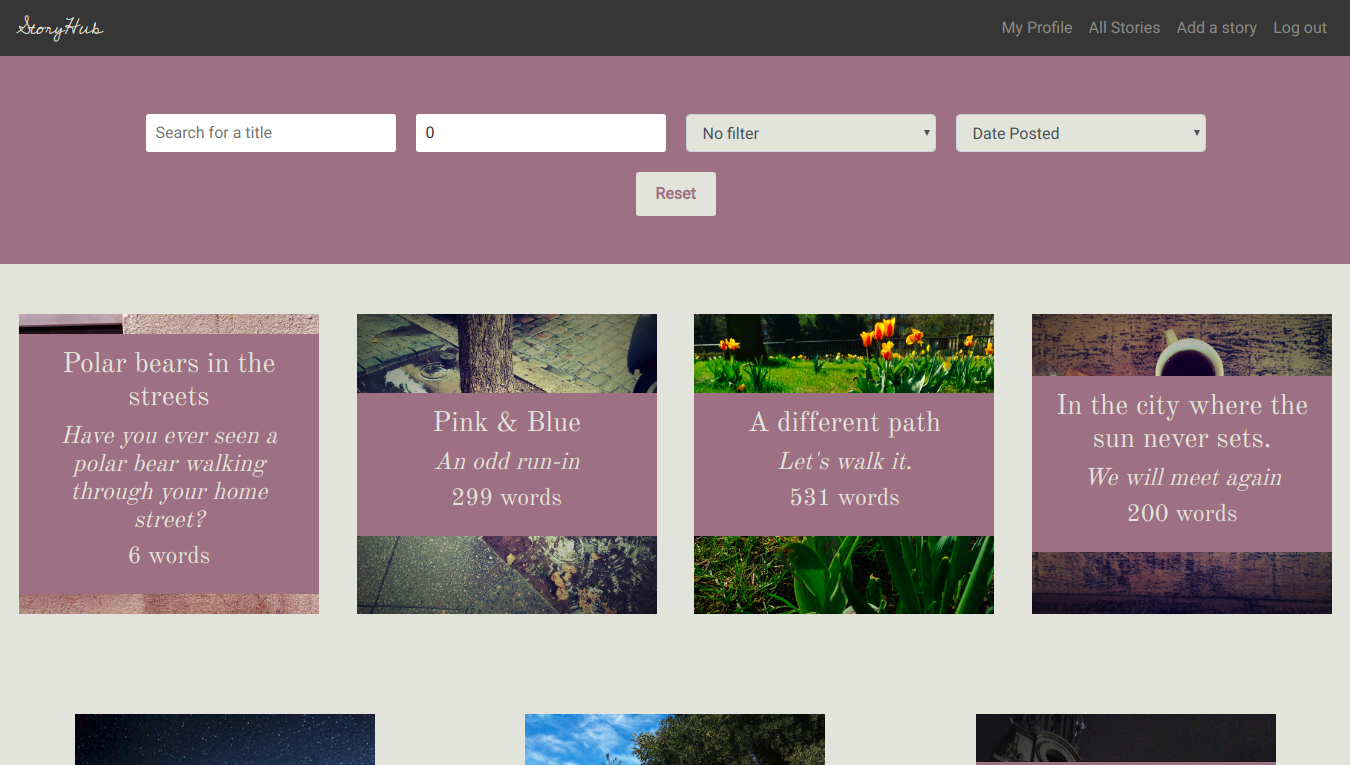 StoryHub
My Profile All Stories Add a story Log out
Search for a title
0
No filter
Date Posted
Reset
Polar bears in the
streets
Have you ever seen a
polar bear walking
through your home
street?
6 words
Pink & Blue
An odd run-in
299 words
A different path
Let's walk it.
531 words
In the city where the
sun never sets.
We will meet again
200 words